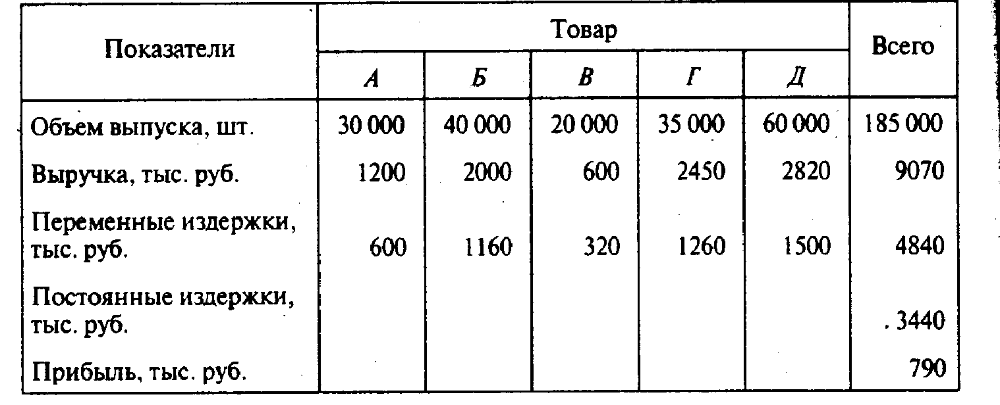 Показатели Товар Всего
А Б В Г Д
Объем выпуска, шт. 30 000 40 000 20 000 35 000 60 000 185 000
Выручка, тыс. руб. 1200 2000 600 2450 2820 9070
Переменные издержки,
тыс. руб. 600 1160 320 1260 1500 4840
Постоянные издержки,
тыс. руб. 3440
Прибыль, тыс. руб. 790